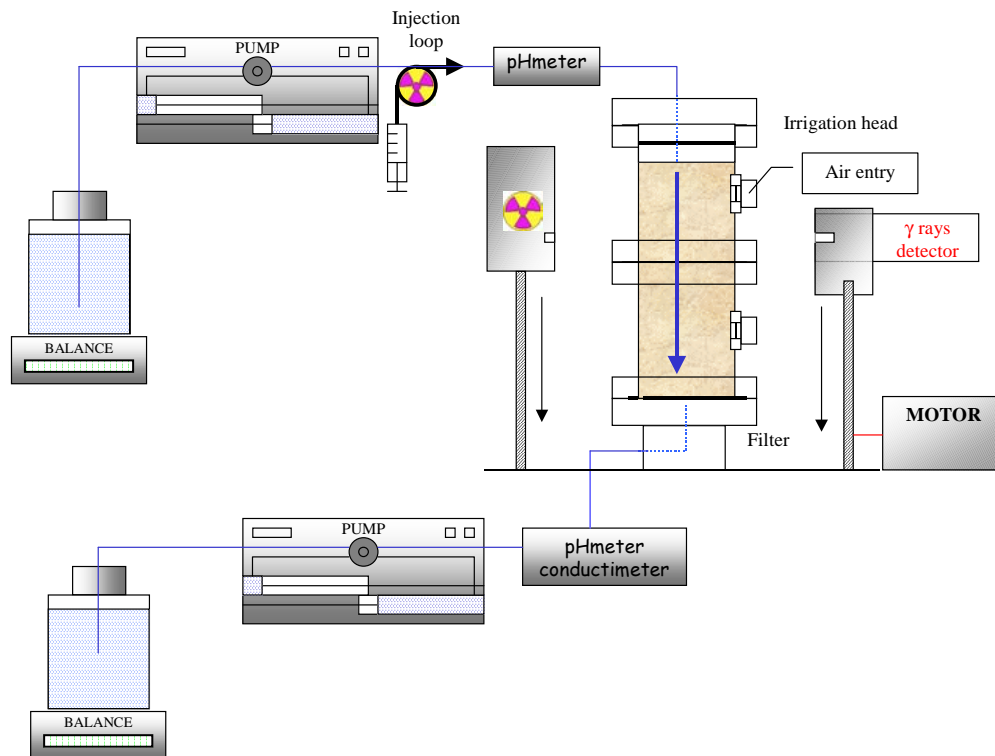 Injection
loop
PUMP
pHmeter
Irrigation head
Air entry
γ rays
detector
BALANCE
MOTOR
Filter
PUMP
pHmeter
conductimeter
BALANCE